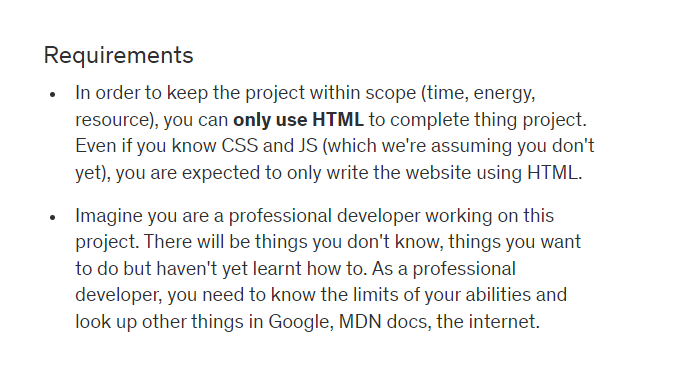 Requirements
• In order to keep the project within scope (time, energy,
resource), you can only use HTML to complete thing project.
Even if you know CSS and JS (which we're assuming you don't
yet), you are expected to only write the website using HTML.
• Imagine you are a professional developer working on this
project. There will be things you don't know, things you want
to do but haven't yet learnt how to. As a professional
developer, you need to know the limits of your abilities and
look up other things in Google, MDN docs, the internet.